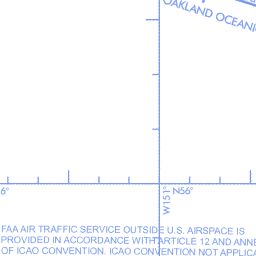 OAKLAND OCEANIC
6°
W151°
N56°
FAA AIR TRAFFIC SERVICE OUTSIDE U.S. AIRSPACE IS
PROVIDED IN ACCORDANCE WITH ARTICLE 12 AND ANNE
OF ICAO CONVENTION. ICAO CONVENTION NOT APPLICA